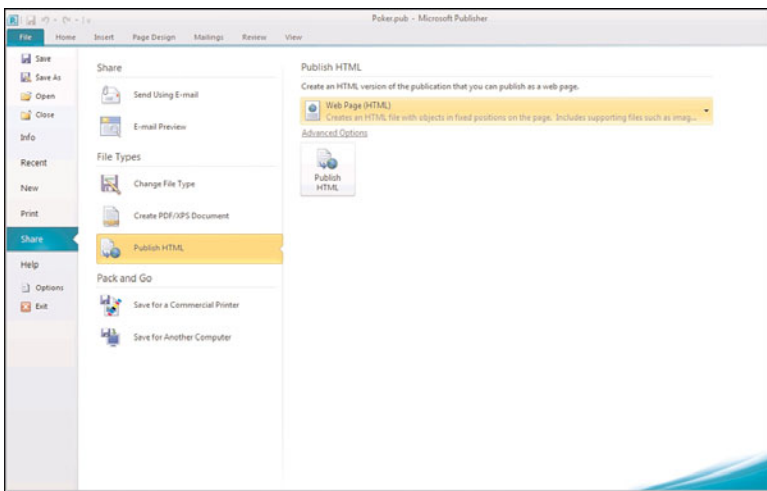 Poker.pub - Microsoft Publisher
File Home Insert Page Design Mailings Review View
Save
Save As
Open
Close
Info
Recent
New
Print
Share
Help
Options
Exit
Share
Send Using E-mail
E-mail Preview
File Types
Change File Type
Create PDF/XPS Document
Publish HTML
Pack and Go
Save for a Commercial Printer
Save for Another Computer
Publish HTML
Create an HTML version of the publication that you can publish as a web page.
Web Page (HTML)
Creates an HTML file with objects in fixed positions on the page. Includes supporting files such as imag...
Advanced Options
Publish
HTML